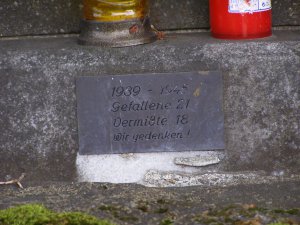 1939 - 1945
Gefallene 21
Vermißte 18
Wir gedenken!